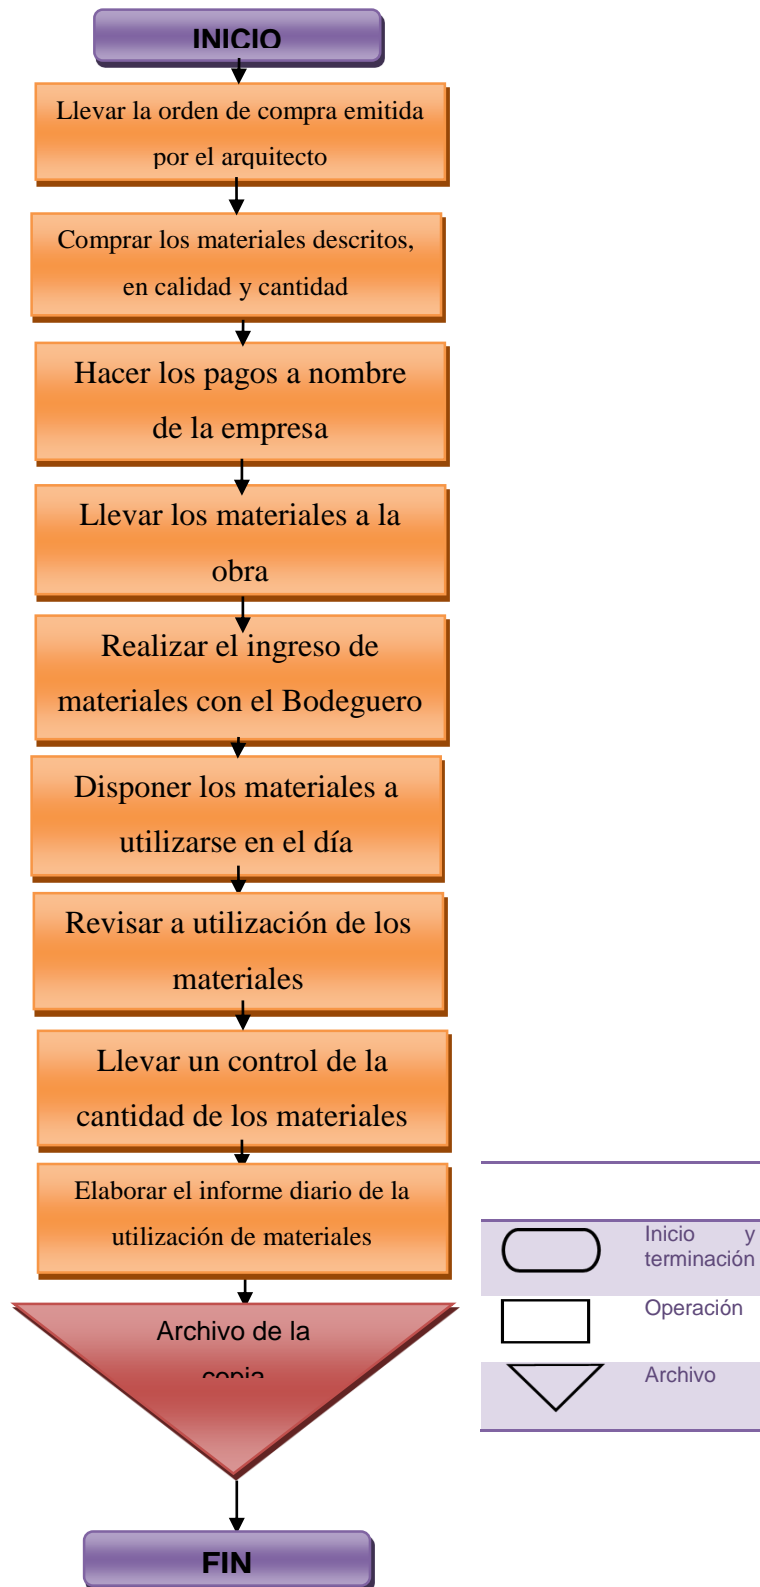 INICIO
Llevar la orden de compra emitida
por el arquitecto
Comprar los materiales descritos,
en calidad y cantidad
Hacer los pagos a nombre
de la empresa
Llevar los materiales a la
obra
Realizar el ingreso de
materiales con el Bodeguero
Disponer los materiales a
utilizarse en el día
Revisar a utilización de los
materiales
Llevar un control de la
cantidad de los materiales
Elaborar el informe diario de la
utilización de materiales
Archivo de la
copia
FIN
Inicio y
terminación
Operación
Archivo